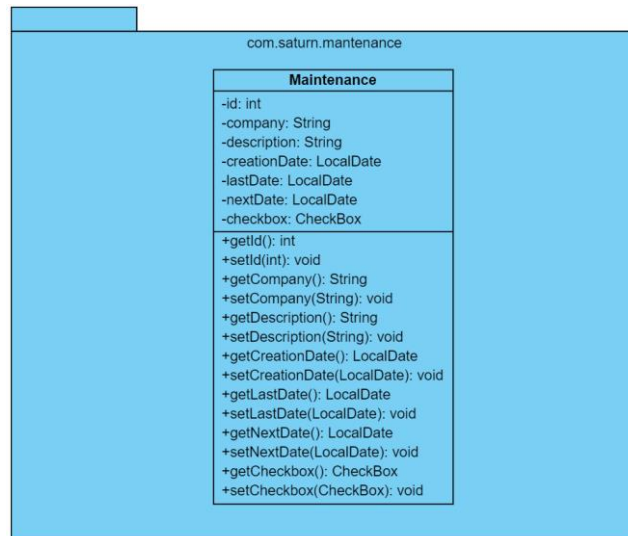 com.saturn.mantenance
Maintenance
-id: int
-company: String
-description: String
-creationDate: LocalDate
-lastDate: LocalDate
-nextDate: LocalDate
-checkbox: CheckBox
+getId(): int
+setId(int): void
+getCompany(): String
+setCompany(String): void
+getDescription(): String
+setDescription(String): void
+getCreationDate(): LocalDate
+setCreationDate(LocalDate): void
+getLastDate(): LocalDate
+setLastDate(LocalDate): void
+getNextDate(): LocalDate
+setNextDate(LocalDate): void
+getCheckbox(): CheckBox
+setCheckbox(CheckBox): void